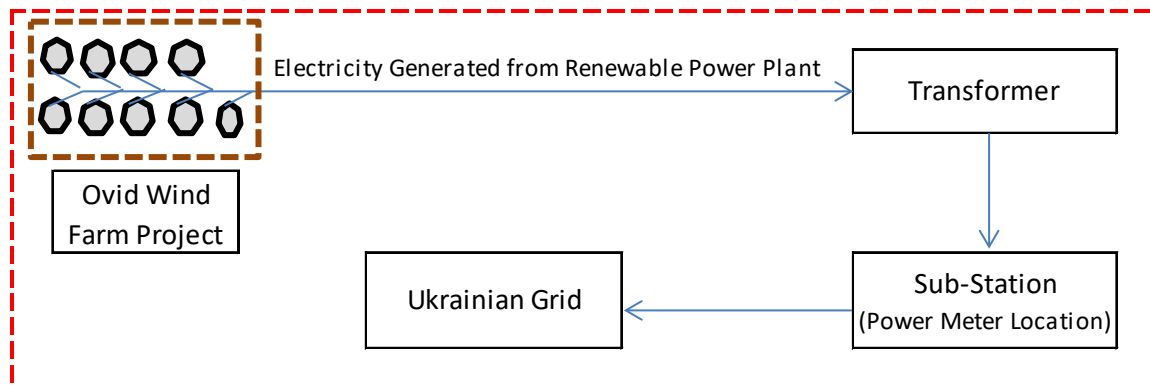 Electricity Generated from Renewable Power Plant
Transformer
Ovid Wind
Farm Project
Ukrainian Grid
Sub-Station
(Power Meter Location)